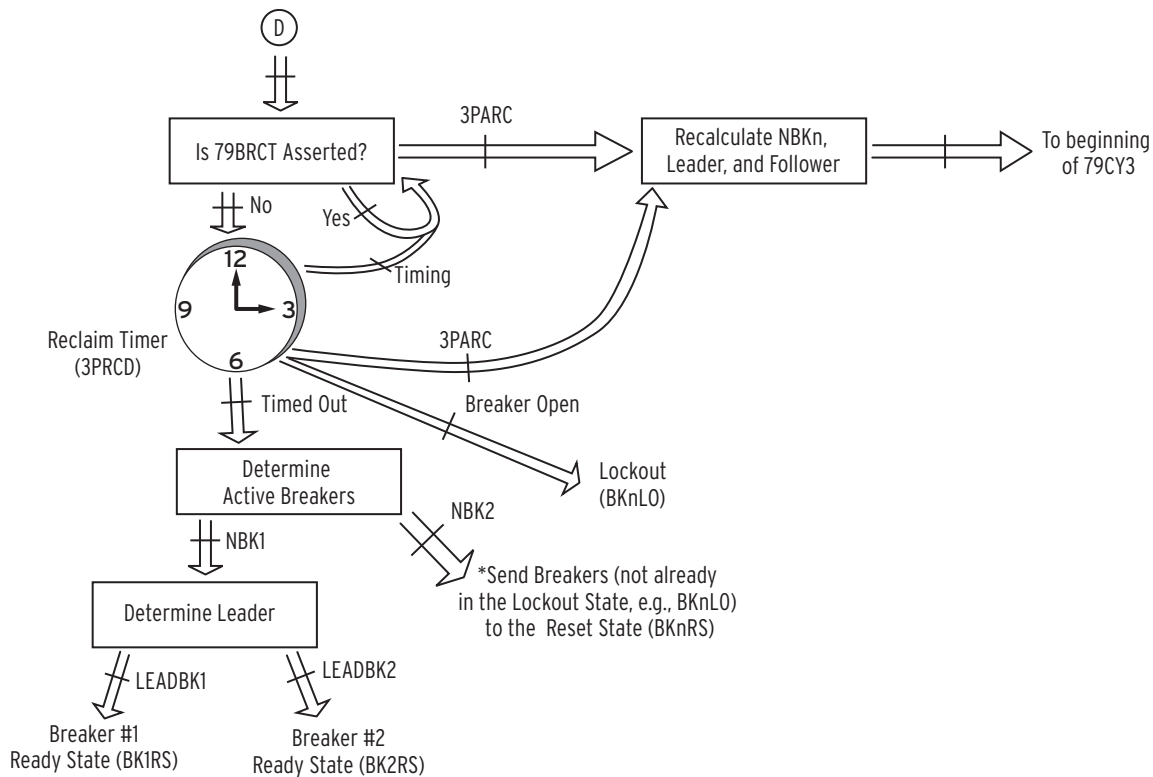 D
3PARC
Is 79BRCT Asserted?
Recalculate NBKn,
Leader, and Follower
To beginning
of 79CY3
No
Yes
Timing
12
9
3
6
Reclaim Timer
(3PRCD)
3PARC
Timed Out
Breaker Open
Determine
Active Breakers
Lockout
(BKnLO)
NBK2
NBK1
*Send Breakers (not already
in the Lockout State, e.g., BKnLO)
to the Reset State (BKnRS)
Determine Leader
LEADBK1
LEADBK2
Breaker #1
Ready State (BK1RS)
Breaker #2
Ready State (BK2RS)